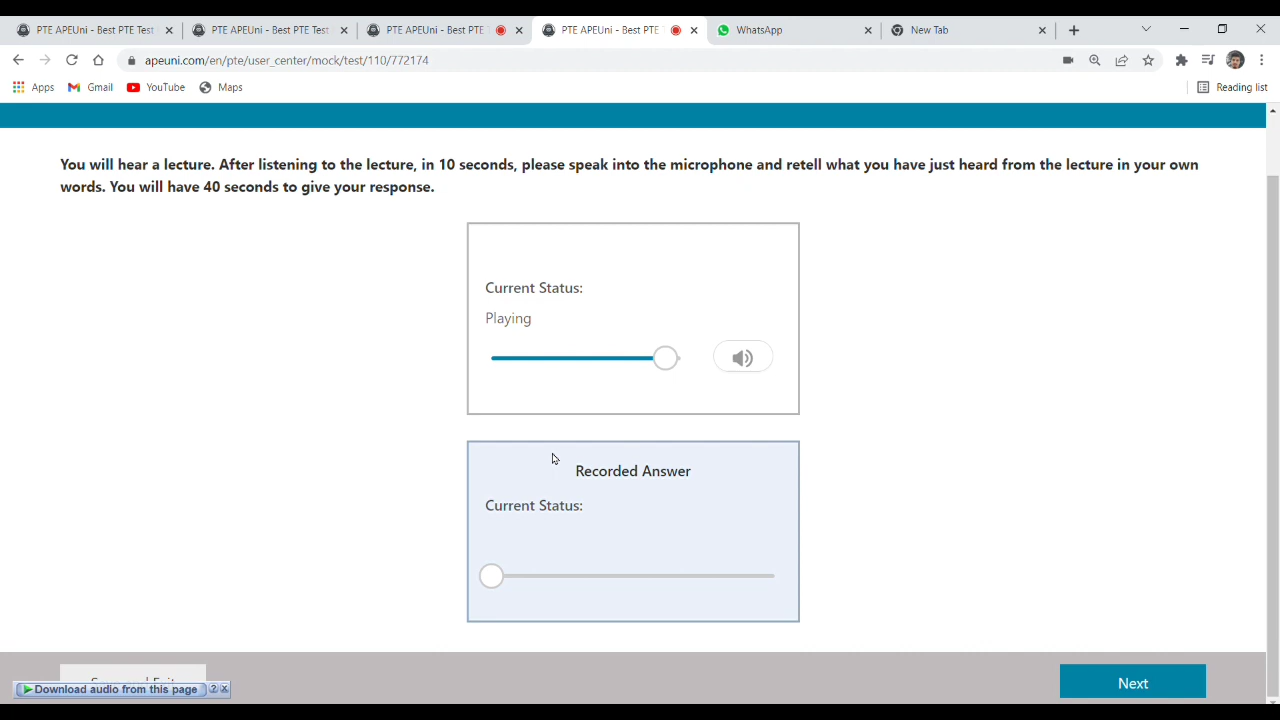 PTE APEUni - Best PTE Test
PTE APEUni - Best PTE Test
PTE APEUni - Best PTE
PTE APEUni - Best PTE
WhatsApp
New Tab
apeuni.com/en/pte/user_center/mock/test/110/772174
Apps
Gmail
YouTube
Maps
Reading list
You will hear a lecture. After listening to the lecture, in 10 seconds, please speak into the microphone and retell what you have just heard from the lecture in your own
words. You will have 40 seconds to give your response.
Current Status:
Playing
Recorded Answer
Current Status:
Download audio from this page
?
Next